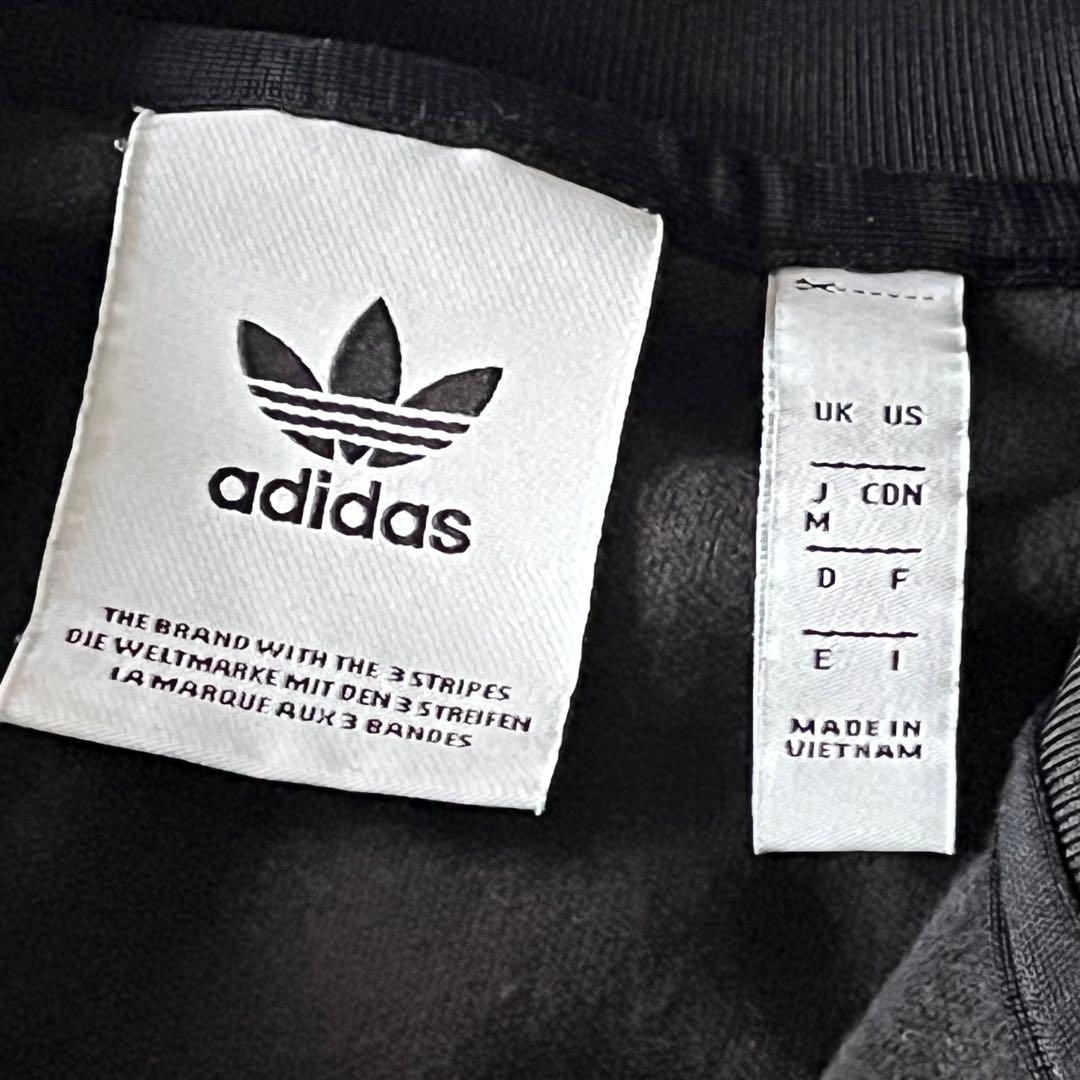 adidas
THE BRAND WITH THE 3 STRIPES
DIE WELTMARKE MIT DEN 3 STREIFEN
LA MARQUE AUX 3 BANDES
UK US
J CDN
M
D F
E I
MADE IN
VIETNAM